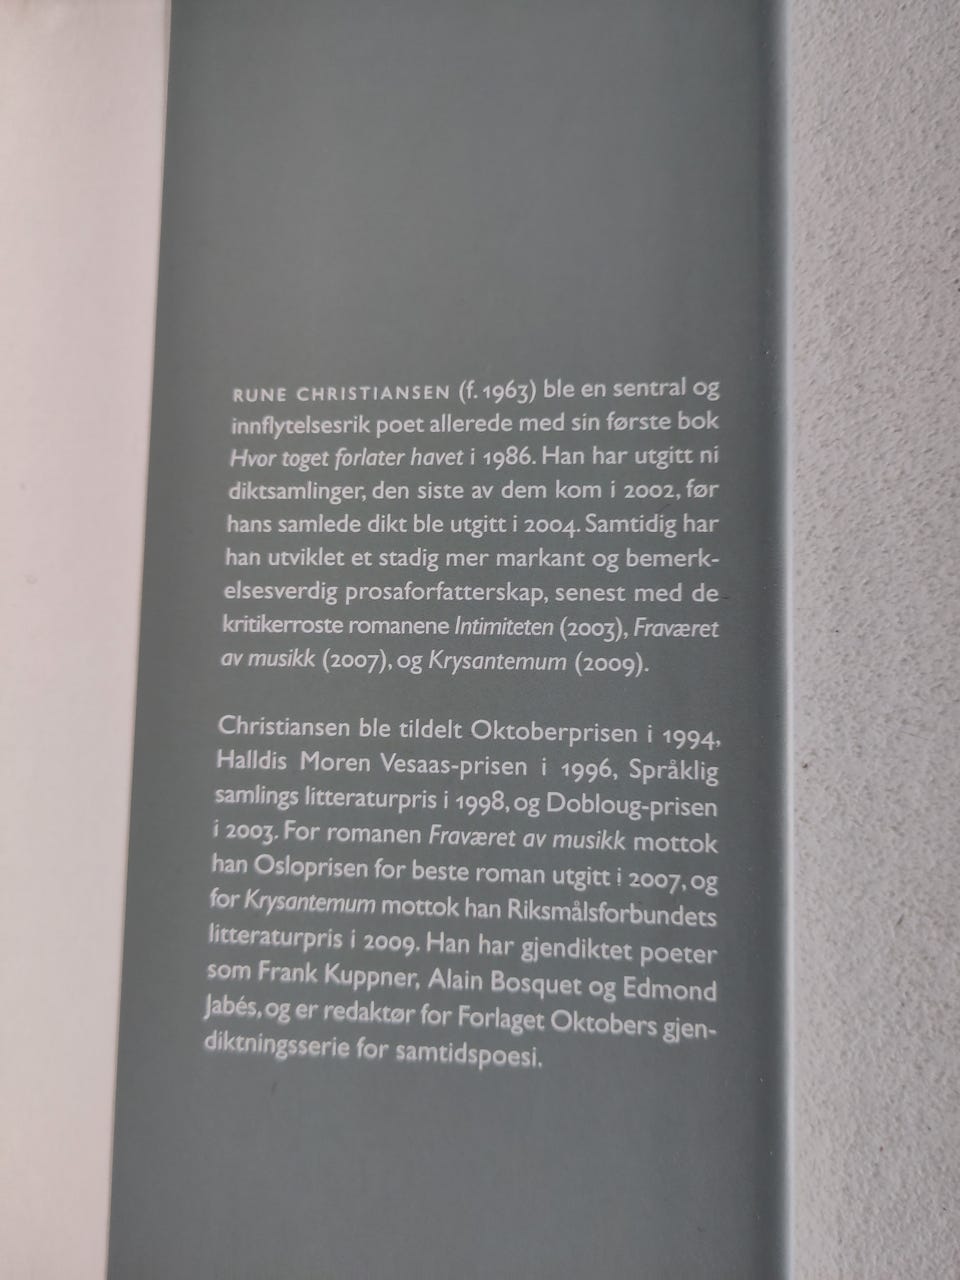 RUNE CHRISTIANSEN (f. 1963) ble en sentral og
innflytelsesrik poet allerede med sin første bok
Hvor toget forlater havet i 1986. Han har utgitt ni
diktsamlinger, den siste av dem kom i 2002, før
hans samlede dikt ble utgitt i 2004. Samtidig har
han utviklet et stadig mer markant og bemerk-
elsesverdig prosaforfatterskap, senest med de
kritikerroste romanene Intimiteten (2003), Fraværet
av musikk (2007), og Krysantemum (2009).
Christiansen ble tildelt Oktoberprisen i 1994,
Halldis Moren Vesaas-prisen i 1996, Språklig
samlings litteraturpris i 1998, og Dobloug-prisen
i 2003. For romanen Fraværet av musikk mottok
han Osloprisen for beste roman utgitt i 2007, og
for Krysantemum mottok han Riksmålsforbundets
litteraturpris i 2009. Han har gjendiktet poeter
som Frank Kuppner, Alain Bosquet og Edmond
Jabés, og er redaktør for Forlaget Oktobers gjen-
diktningsserie for samtidspoesi.